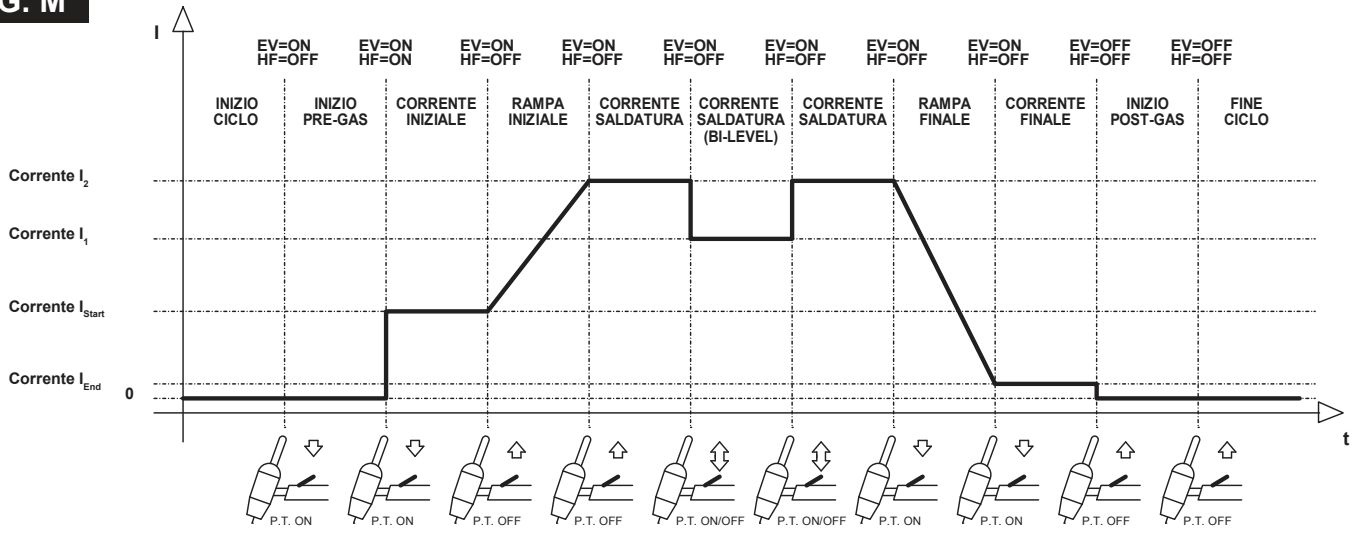 G. M
I
EV=ON EV=ON EV=ON EV=ON EV=ON EV=ON EV=ON EV=ON EV=OFF EV=OFF
HF=OFF HF=ON HF=OFF HF=OFF HF=OFF HF=OFF HF=OFF HF=OFF HF=OFF HF=OFF
INIZIO INIZIO CORRENTE RAMPA CORRENTE CORRENTE CORRENTE RAMPA CORRENTE INIZIO FINE
CICLO PRE-GAS INIZIALE INIZIALE SALDATURA SALDATURA SALDATURA FINALE FINALE POST-GAS CICLO
(BI-LEVEL)
Corrente I2
Corrente I1
Corrente IStart
Corrente IEnd
0
t
P.T. ON P.T. ON P.T. OFF P.T. OFF P.T. ON/OFF P.T. ON/OFF P.T. ON P.T. ON P.T. OFF P.T. OFF